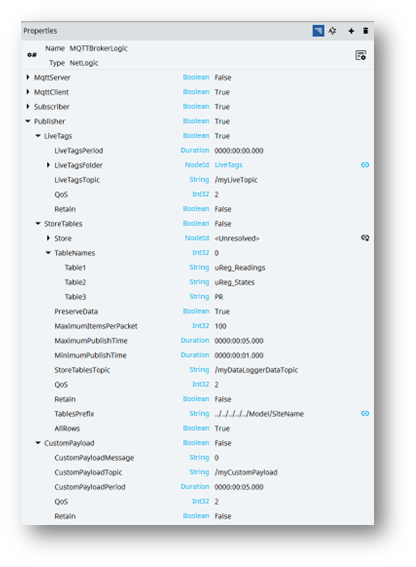 Properties
Name MQTTBrokerLogic
Type NetLogic
MqttServer Boolean False
MqttClient Boolean True
Subscriber Boolean True
Publisher Boolean True
LiveTags Boolean True
LiveTagsPeriod Duration 0000:00:00.000
LiveTagsFolder NodeId LiveTags
LiveTagsTopic String /myLiveTopic
QoS Int32 2
Retain Boolean False
StoreTables Boolean False
Store NodeId <Unresolved>
TableNames Int32 0
Table1 String uReg_Readings
Table2 String uReg_States
Table3 String PR
PreserveData Boolean True
MaximumItemsPerPacket Int32 100
MaximumPublishTime Duration 0000:00:05.000
MinimumPublishTime Duration 0000:00:01.000
StoreTablesTopic String /myDataLoggerDataTopic
QoS Int32 2
Retain Boolean False
TablesPrefix String ../../../../../Model/SiteName
AllRows Boolean True
CustomPayload Boolean False
CustomPayloadMessage String 0
CustomPayloadTopic String /myCustomPayload
CustomPayloadPeriod Duration 0000:00:05.000
QoS Int32 2
Retain Boolean False